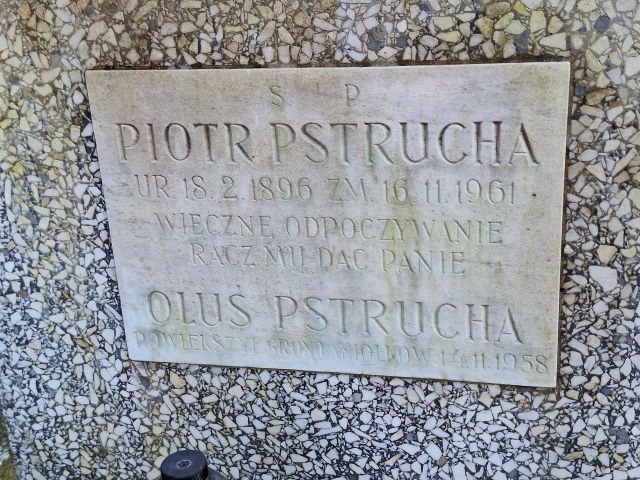 Ś P
PIOTR PSTRUCHA
UR 18.2.1896 ZM.16.11.1961
WIECZNE ODPOCZYWANIE
RACZ MU DAĆ PANIE
OLUŚ PSTRUCHA
POWIĘKSZYŁ GRONO ANIOŁKÓW 14.11.1958